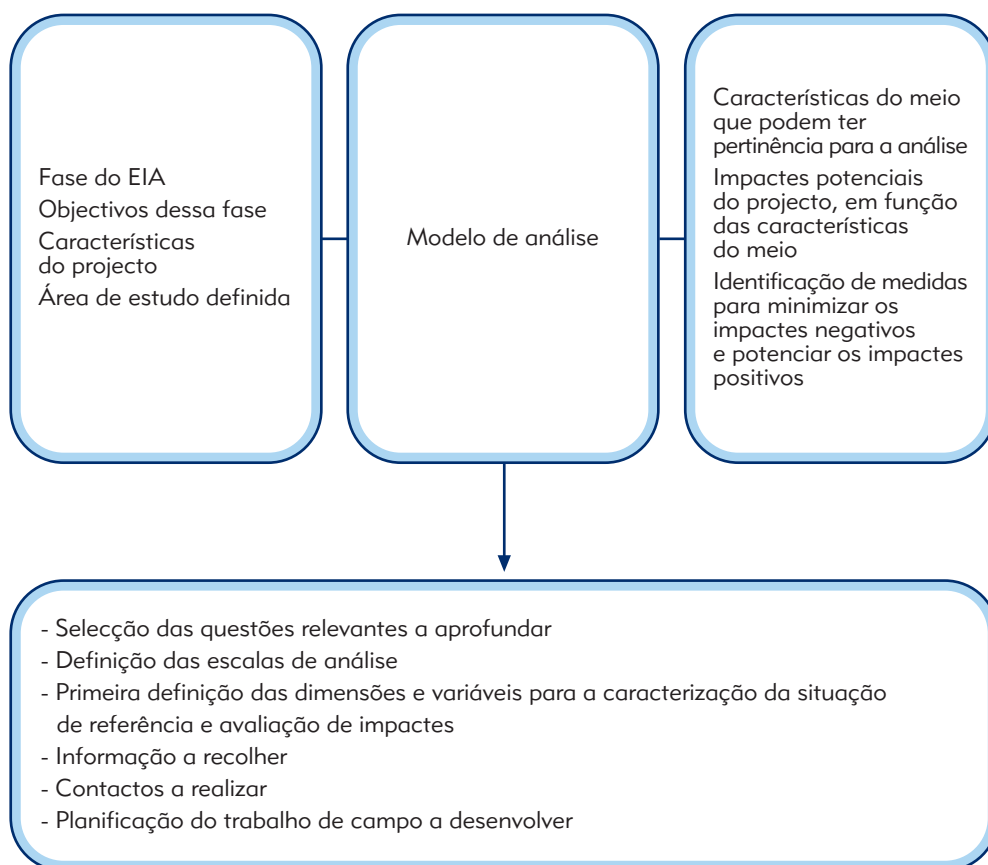 Fase do EIA
Objectivos dessa fase
Características
do projecto
Área de estudo definida
Modelo de análise
Características do meio
que podem ter
pertinência para a análise
Impactes potenciais
do projecto, em função
das características
do meio
Identificação de medidas
para minimizar os
impactes negativos
e potenciar os impactes
positivos
- Selecção das questões relevantes a aprofundar
- Definição das escalas de análise
- Primeira definição das dimensões e variáveis para a caracterização da situação
de referência e avaliação de impactes
- Informação a recolher
- Contactos a realizar
- Planificação do trabalho de campo a desenvolver